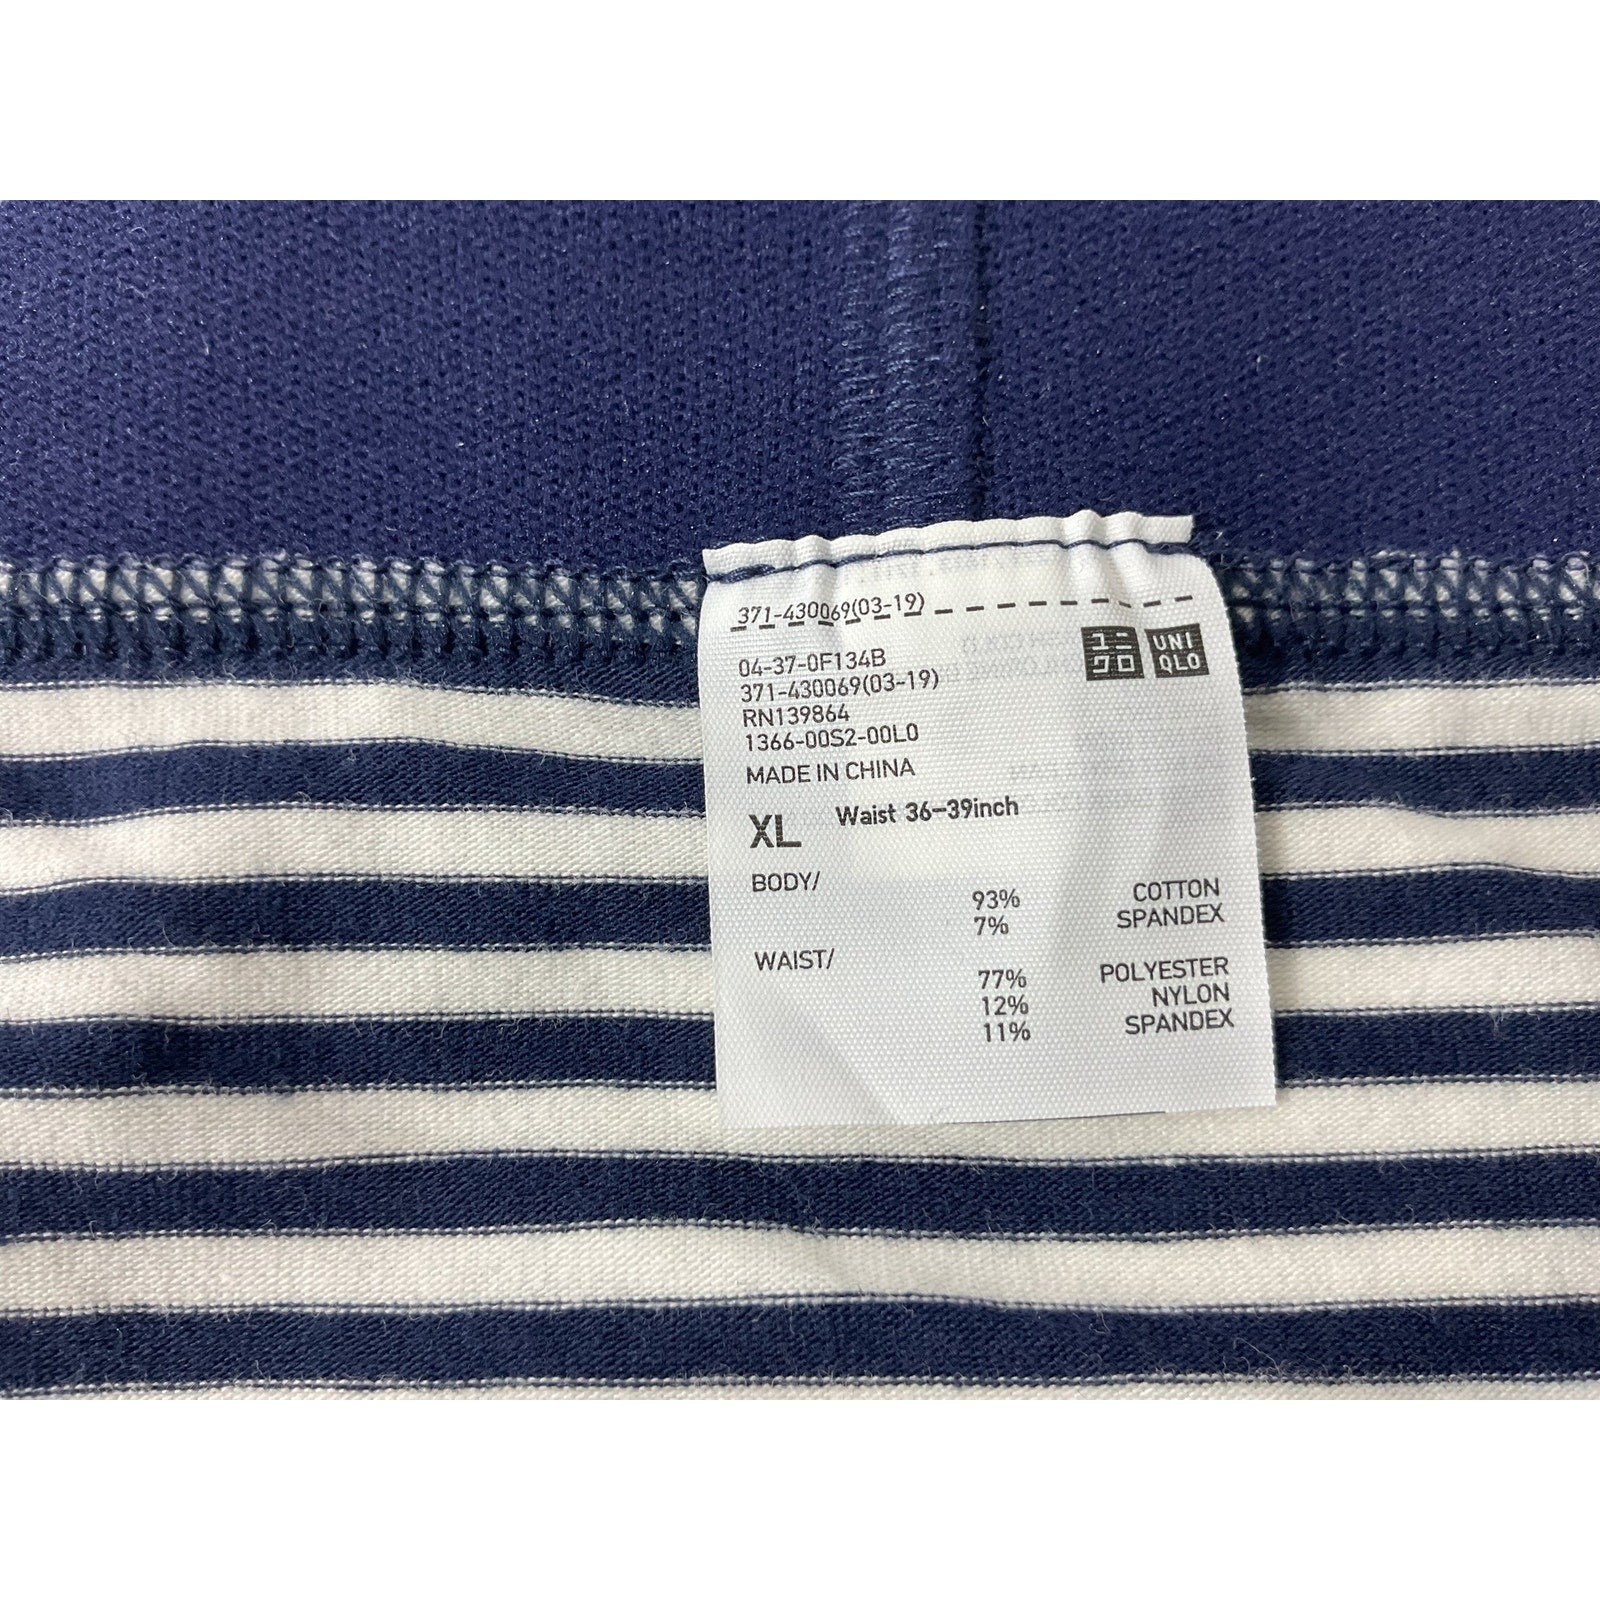 371-430069(03-19)
ユニ
クロ
UNI
QLO
04-37-0F134B
371-430069(03-19)
RN139864
1366-00S2-00L0
MADE IN CHINA
XL Waist 36-39inch
BODY/
93% COTTON
7% SPANDEX
WAIST/
77% POLYESTER
12% NYLON
11% SPANDEX